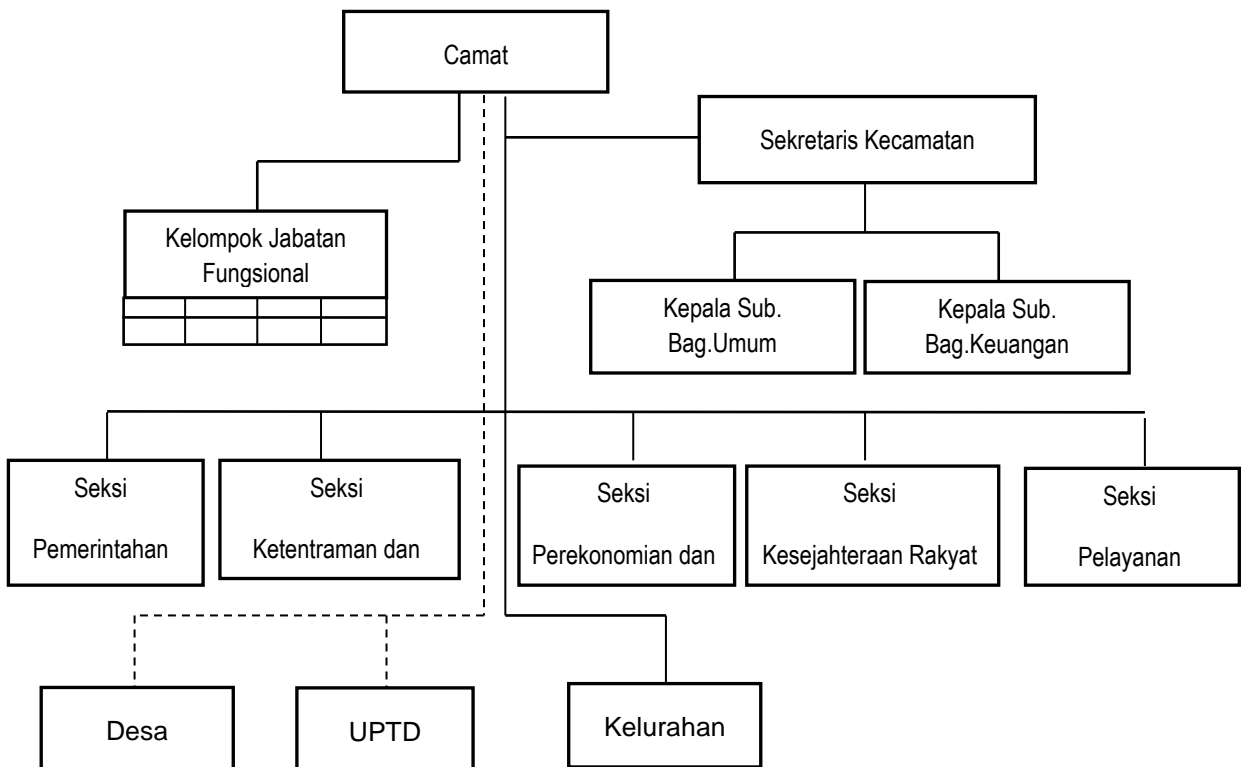 Camat
Sekretaris Kecamatan
Kelompok Jabatan
Fungsional
Kepala Sub.
Bag.Umum
Kepala Sub.
Bag.Keuangan
Seksi
Pemerintahan
Seksi
Ketentraman dan
Seksi
Perekonomian dan
Seksi
Kesejahteraan Rakyat
Seksi
Pelayanan
Desa
UPTD
Kelurahan